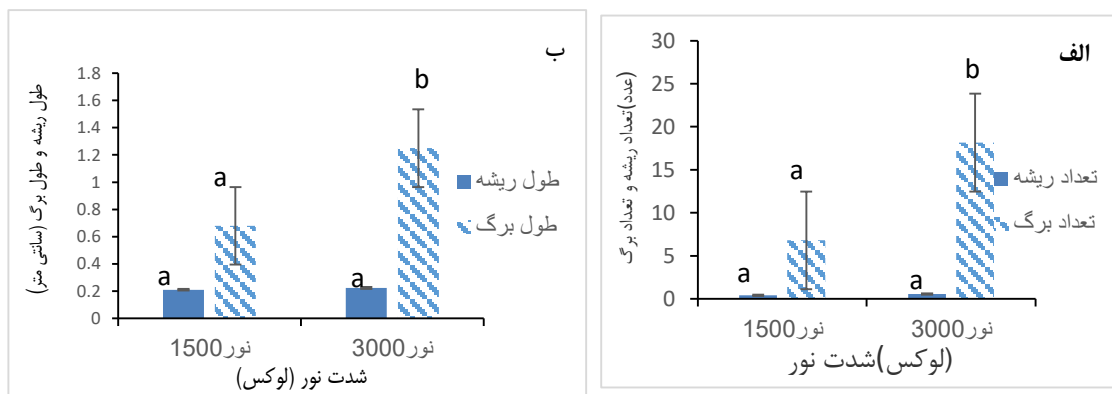 الف
30
25
20
15
10
5
0
تعداد ریشه و تعداد برگ (عدد)
b
a
a
a
تعداد ریشه
تعداد برگ
نور1500
نور3000
شدت نور (لوکس)
ب
1.8
1.6
1.4
1.2
1
0.8
0.6
0.4
0.2
0
طول ریشه و طول برگ (سانتی متر)
b
a
a
a
طول ریشه
طول برگ
نور1500
نور3000
شدت نور (لوکس)